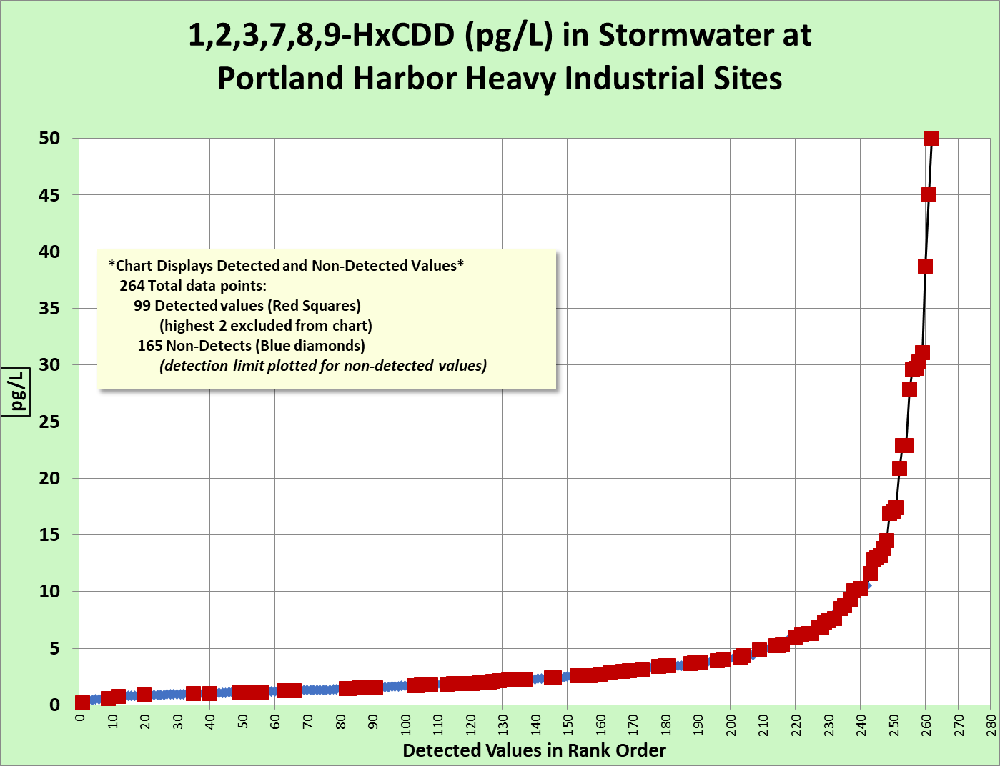 1,2,3,7,8,9-HxCDD (pg/L) in Stormwater at
Portland Harbor Heavy Industrial Sites
50
45
40
35
30
25
20
15
10
5
0
pg/L
*Chart Displays Detected and Non-Detected Values*
264 Total data points:
99 Detected values (Red Squares)
(highest 2 excluded from chart)
165 Non-Detects (Blue diamonds)
(detection limit plotted for non-detected values)
0 10 20 30 40 50 60 70 80 90 100 110 120 130 140 150 160 170 180 190 200 210 220 230 240 250 260 270 280
Detected Values in Rank Order